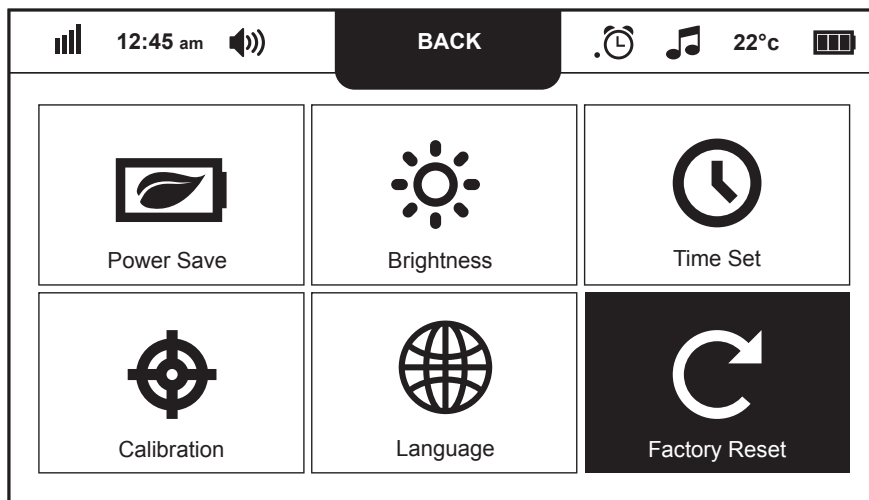 12:45 am BACK 22°c
Power Save Brightness Time Set
Calibration Language Factory Reset